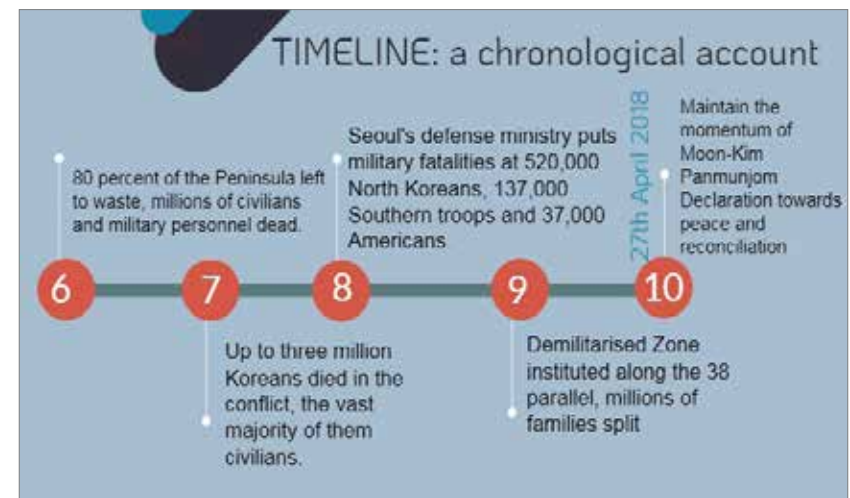 TIMELINE: a chronological account
80 percent of the Peninsula left
to waste, millions of civilians
and military personnel dead.
Seoul's defense ministry puts
military fatalities at 520,000
North Koreans, 137,000
Southern troops and 37,000
Americans
27th April 2018
Maintain the
momentum of
Moon-Kim
Panmunjom
Declaration towards
peace and
reconciliation
6
7
8
9
10
Up to three million
Koreans died in the
conflict, the vast
majority of them
civilians.
Demilitarised Zone
instituted along the 38
parallel, millions of
families split